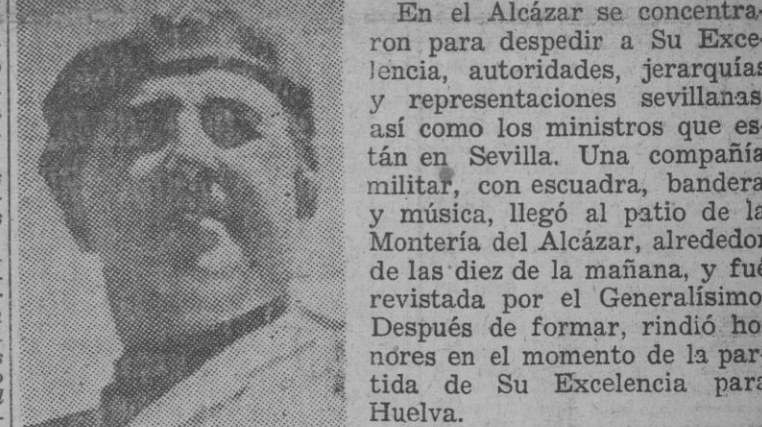 En el Alcázar se concentra-
ron para despedir a Su Exce-
lencia, autoridades, jerarquías
y representaciones sevillanas,
así como los ministros que es-
tán en Sevilla. Una compañía
militar, con escuadra, bandera
y música, llegó al patio de la
Montería del Alcázar, alrededor
de las diez de la mañana, y fué
revistada por el Generalísimo.
Después de formar, rindió ho-
nores en el momento de la par-
tida de Su Excelencia para
Huelva.